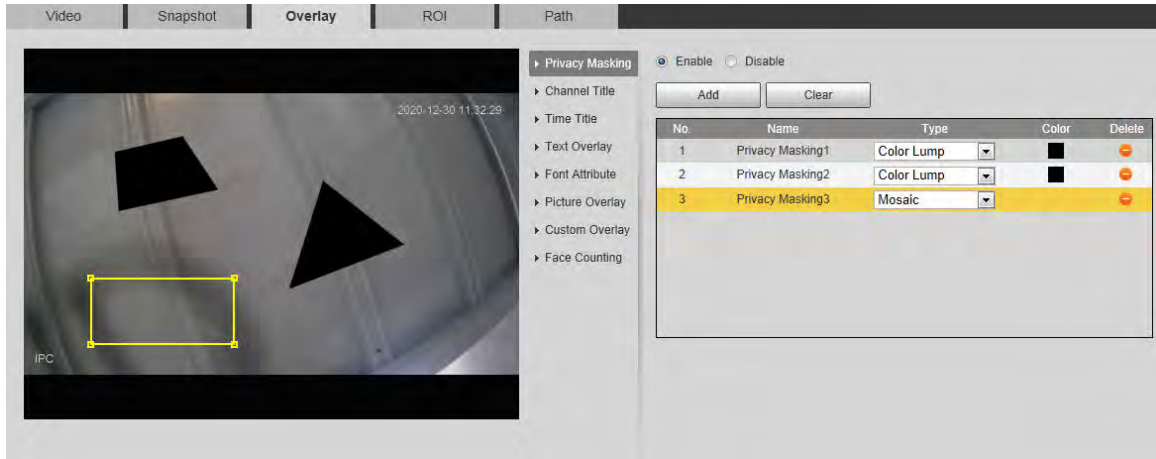 Video Snapshot Overlay ROI Path
2020-12-30 11:32:29
IPC
Privacy Masking
Channel Title
Time Title
Text Overlay
Font Attribute
Picture Overlay
Custom Overlay
Face Counting
Enable Disable
Add Clear
No. Name Type Color Delete
1 Privacy Masking1 Color Lump
2 Privacy Masking2 Color Lump
3 Privacy Masking3 Mosaic